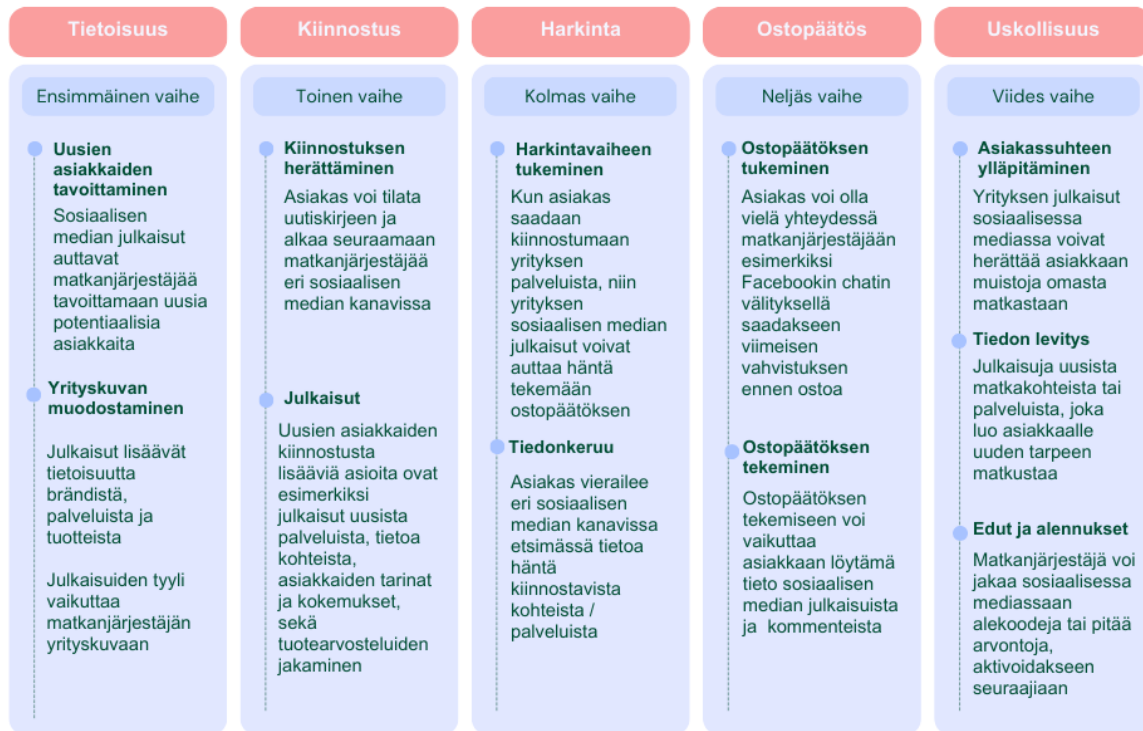 Tietoisuus
Ensimmäinen vaihe
Uusien
asiakkaiden
tavoittaminen
Sosiaalisen
median julkaisut
auttavat
matkanjärjestäjää
tavoittamaan uusia
potentiaalisia
asiakkaita
Yrityskuvan
muodostaminen
Julkaisut lisäävät
tietoisuutta
brändistä,
palveluista ja
tuotteista
Julkaisuiden tyyli
vaikuttaa
matkanjärjestäjän
yrityskuvaan
Kiinnostus
Toinen vaihe
Kiinnostuksen
herättäminen
Asiakas voi tilata
uutiskirjeen ja
alkaa seuraamaan
matkanjärjestäjää
eri sosiaalisen
median kanavissa
Julkaisut
Uusien asiakkaiden
kiinnostusta
lisääviä asioita ovat
esimerkiksi
julkaisut uusista
palveluista, tietoa
kohteista,
asiakkaiden tarinat
ja kokemukset,
sekä
tuotearvosteluiden
jakaminen
Harkinta
Kolmas vaihe
Harkintavaiheen
tukeminen
Kun asiakas
saadaan
kiinnostumaan
yrityksen
palveluista, niin
yrityksen
sosiaalisen median
julkaisut voivat
auttaa häntä
tekemään
ostopäätöksen
Tiedonkeruu
Asiakas vierailee
eri sosiaalisen
median kanavissa
etsimässä tietoa
häntä
kiinnostavista
kohteista /
palveluista
Ostopäätös
Neljäs vaihe
Ostopäätöksen
tukeminen
Asiakas voi olla
vielä yhteydessä
matkanjärjestäjään
esimerkiksi
Facebookin chatin
välityksellä
saadakseen
viimeisen
vahvistuksen
ennen ostoa
Ostopäätöksen
tekeminen
Ostopäätöksen
tekemiseen voi
vaikuttaa
asiakkaan löytämä
tieto sosiaalisen
median julkaisuista
ja kommenteista
Uskollisuus
Viides vaihe
Asiakassuhteen
ylläpitäminen
Yrityksen julkaisut
sosiaalisessa
mediassa voivat
herättää asiakkaan
muistoja omasta
matkastaan
Tiedon levitys
Julkaisuja uusista
matkakohteista tai
palveluista, joka
luo asiakkaalle
uuden tarpeen
matkustaa
Edut ja alennukset
Matkanjärjestäjä voi
jakaa sosiaalisessa
mediassaan
alekoodeja tai pitää
arvontoja,
aktivoidakseen
seuraajiaan